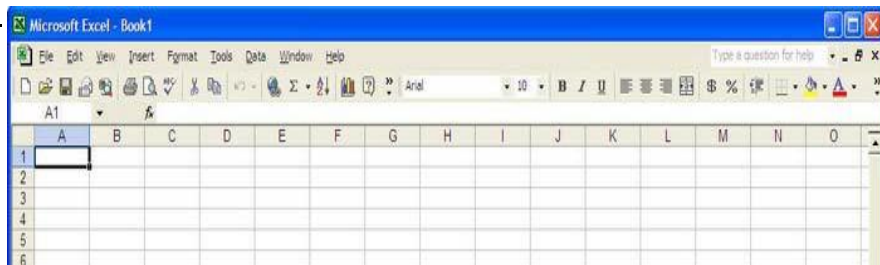 Microsoft Excel - Book1
File Edit View Insert Format Tools Data Window Help Type a question for help
Arial 10 B I U $ %
A1 fx
A B C D E F G H I J K L M N O
1
2
3
4
5
6